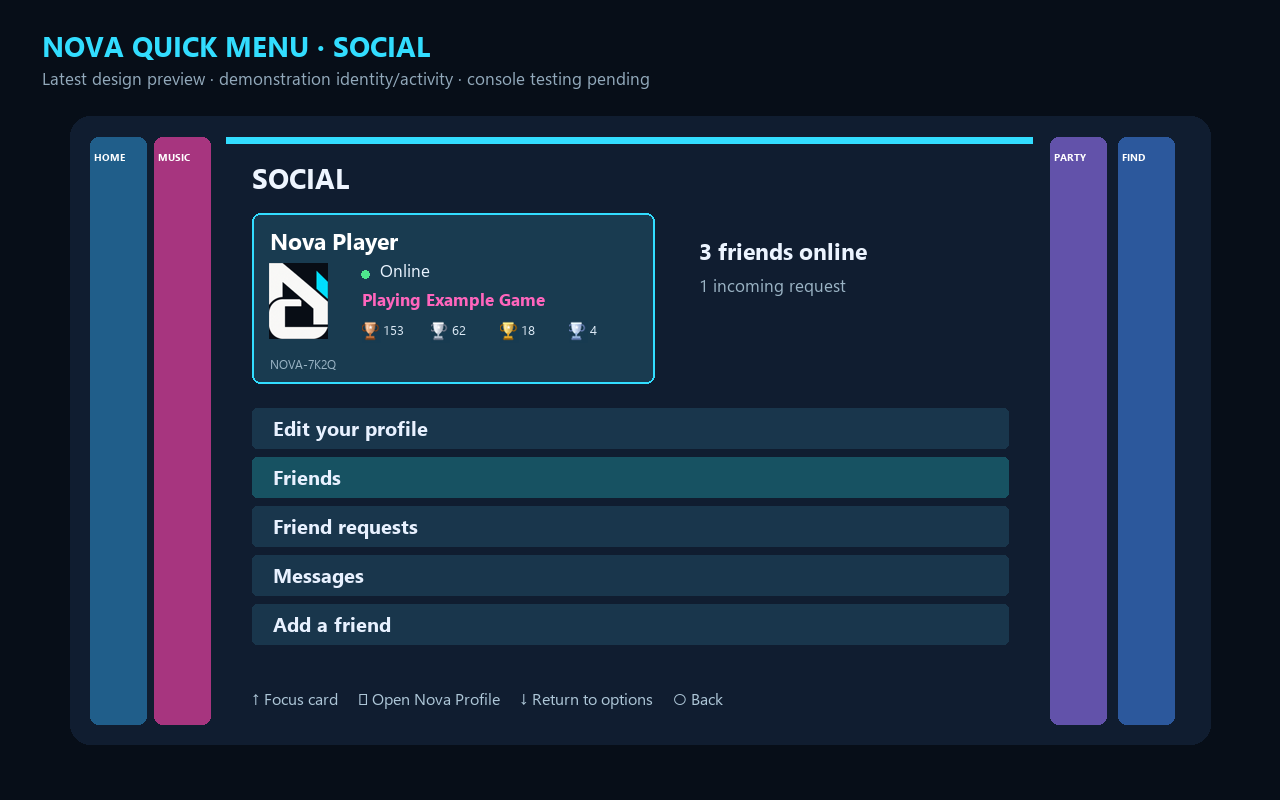 NOVA QUICK MENU · SOCIAL
Latest design preview · demonstration identity/activity · console testing pending
HOME
MUSIC
SOCIAL
Nova Player
Online
Playing Example Game
153 62 18 4
NOVA-7K2Q
3 friends online
1 incoming request
Edit your profile
Friends
Friend requests
Messages
Add a friend
↑ Focus card ▯ Open Nova Profile ↓ Return to options ○ Back
PARTY
FIND